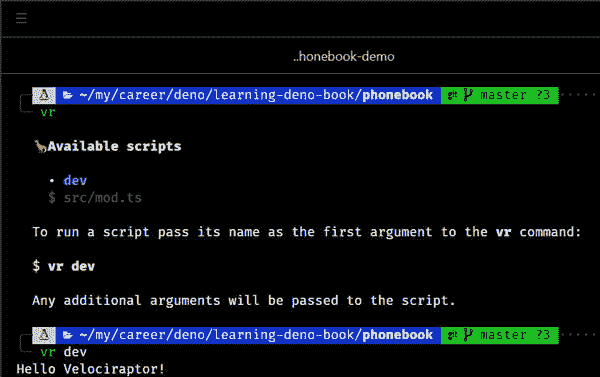 ..honebook-demo
~/my/career/deno/learning-deno-book/phonebook git master ?3
vr
Available scripts
• dev
$ src/mod.ts
To run a script pass its name as the first argument to the vr command:
$ vr dev
Any additional arguments will be passed to the script.
~/my/career/deno/learning-deno-book/phonebook git master ?3
vr dev
Hello Velociraptor!